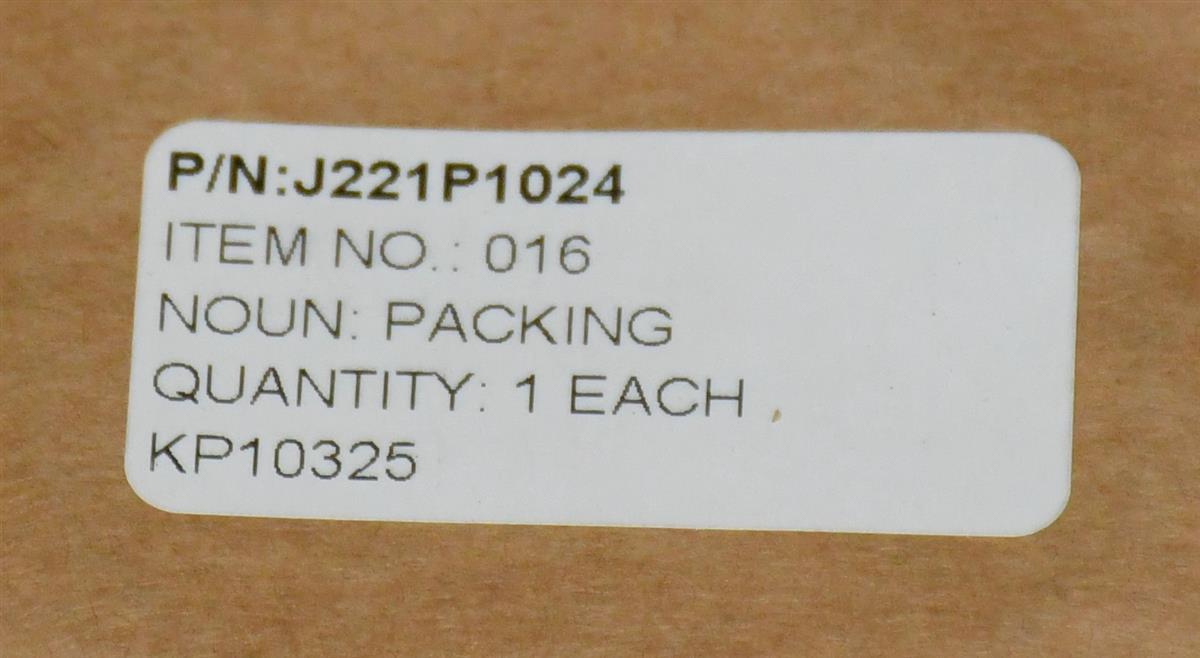 P/N:J221P1024
ITEM NO.: 016
NOUN: PACKING
QUANTITY: 1 EACH
KP10325